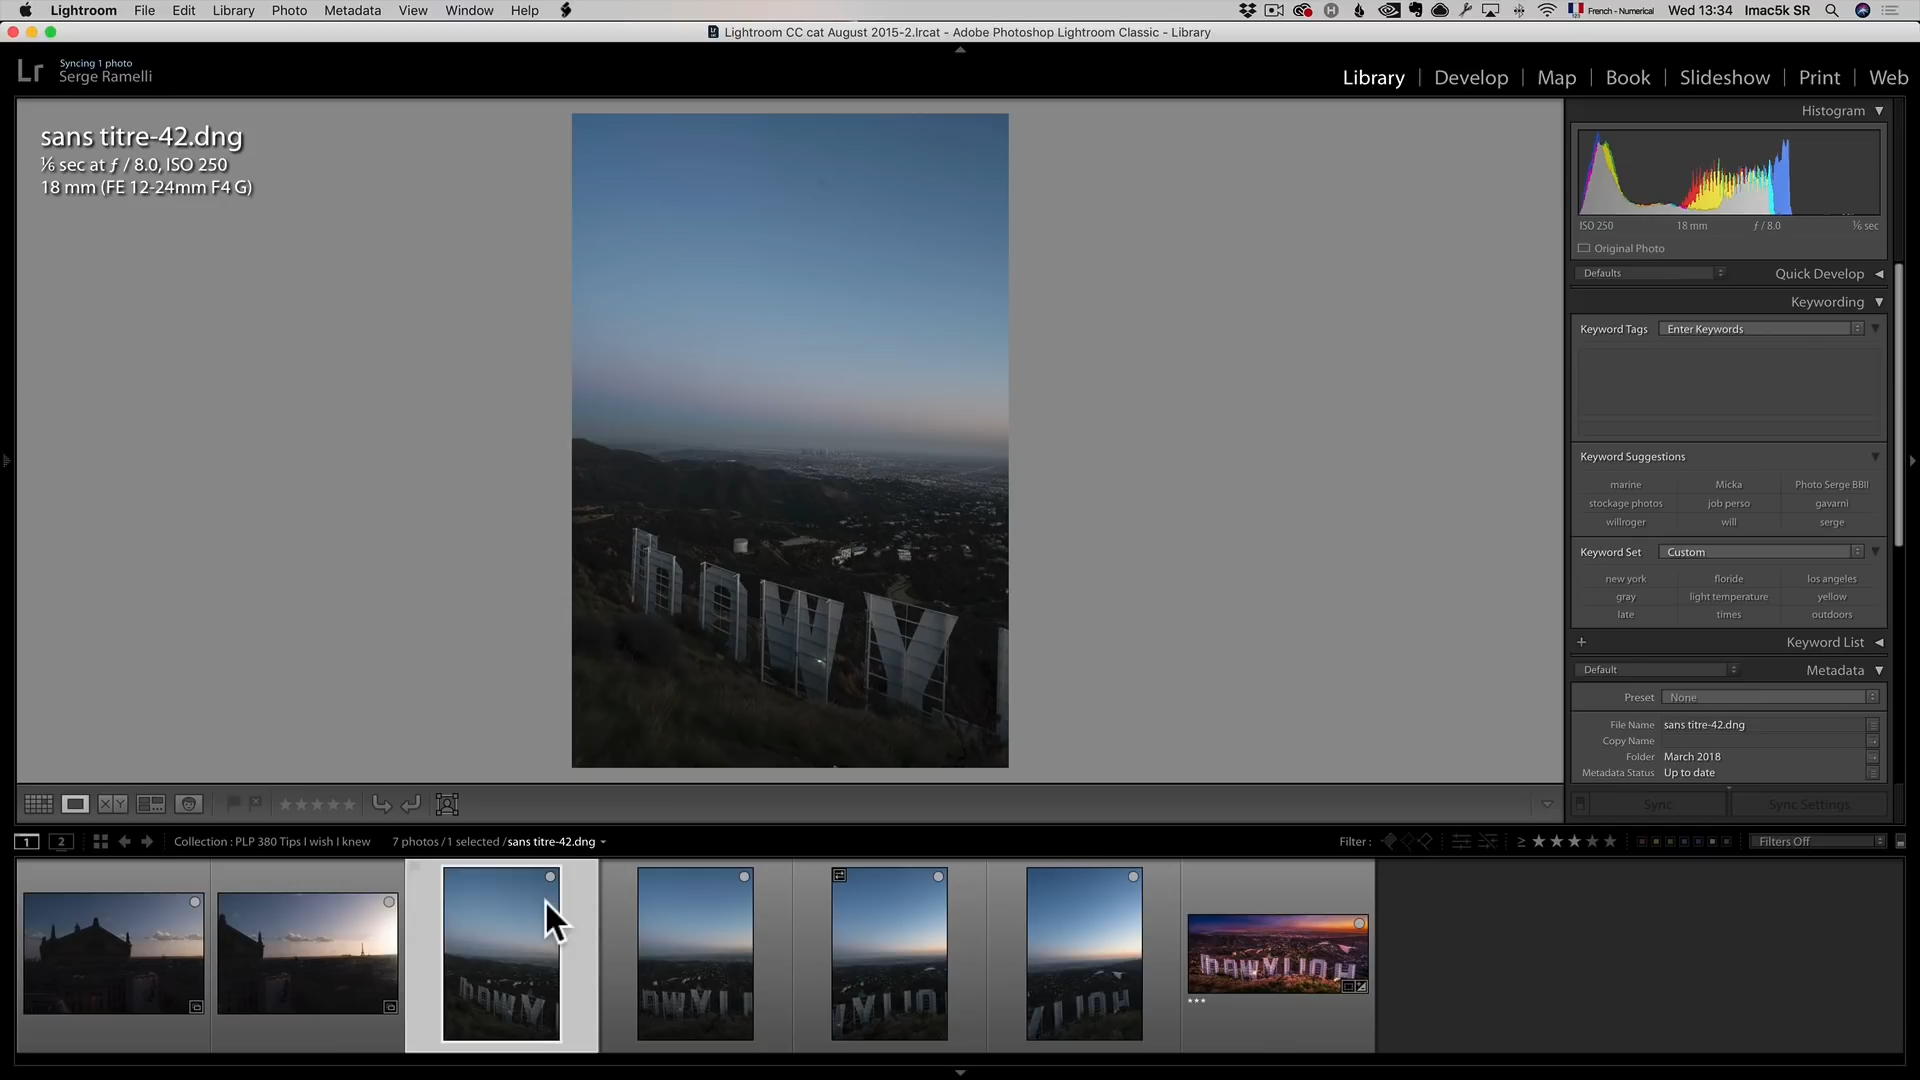 Lightroom File Edit Library Photo Metadata View Window Help
French - Numerical Wed 13:34 Imac5k SR
Lightroom CC cat August 2015-2.lrcat - Adobe Photoshop Lightroom Classic - Library
Lr Syncing 1 photo
Serge Ramelli
Library | Develop | Map | Book | Slideshow | Print | Web
sans titre-42.dng
⅙ sec at ƒ / 8.0, ISO 250
18 mm (FE 12-24mm F4 G)
Histogram
ISO 250 18 mm ƒ / 8.0 ⅙ sec
Original Photo
Defaults Quick Develop
Keywording
Keyword Tags Enter Keywords
Keyword Suggestions
marine Micka Photo Serge BBII
stockage photos job perso gavarni
willroger will serge
Keyword Set Custom
new york floride los angeles
gray light temperature yellow
late times outdoors
+ Keyword List
Default Metadata
Preset None
File Name sans titre-42.dng
Copy Name
Folder March 2018
Metadata Status Up to date
X Y
Sync Sync Settings
1 2 Collection : PLP 380 Tips I wish I knew 7 photos / 1 selected / sans titre-42.dng
Filter : ≥ ★★★★★ Filters Off